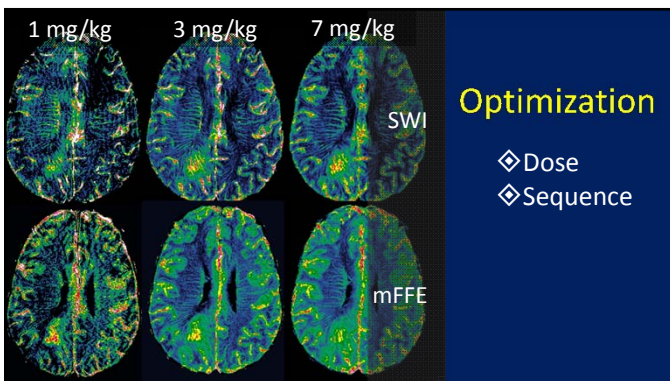 1 mg/kg 3 mg/kg 7 mg/kg
SWI
mFFE
Optimization
Dose
Sequence